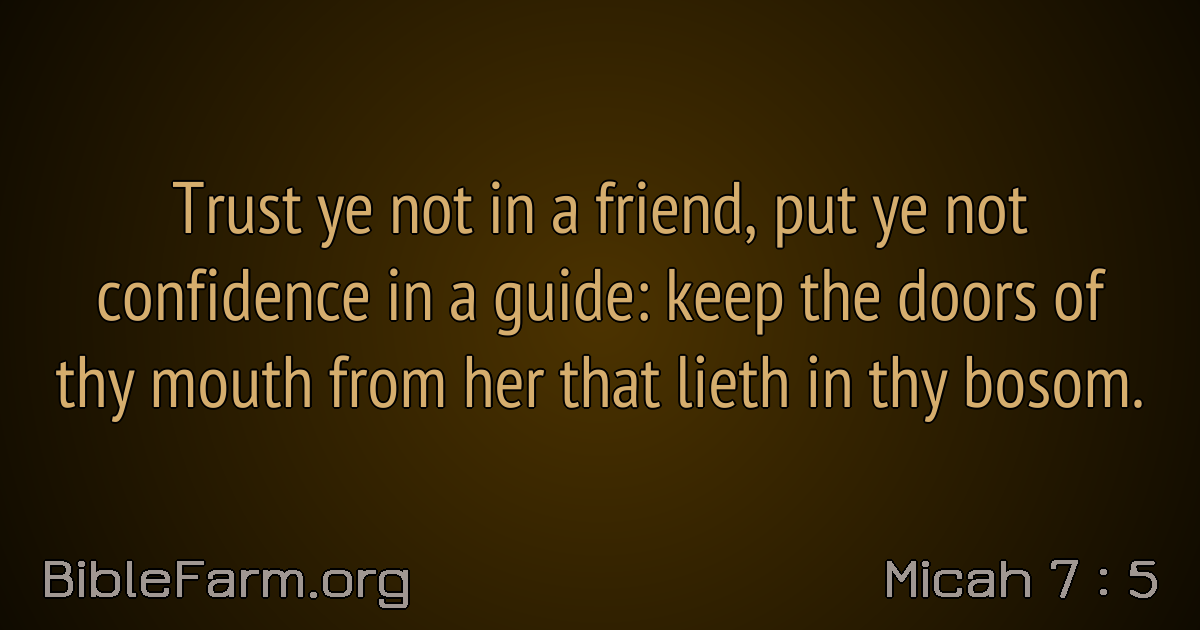 Trust ye not in a friend, put ye not
confidence in a guide: keep the doors of
thy mouth from her that lieth in thy bosom.
BibleFarm.org
Micah 7 : 5